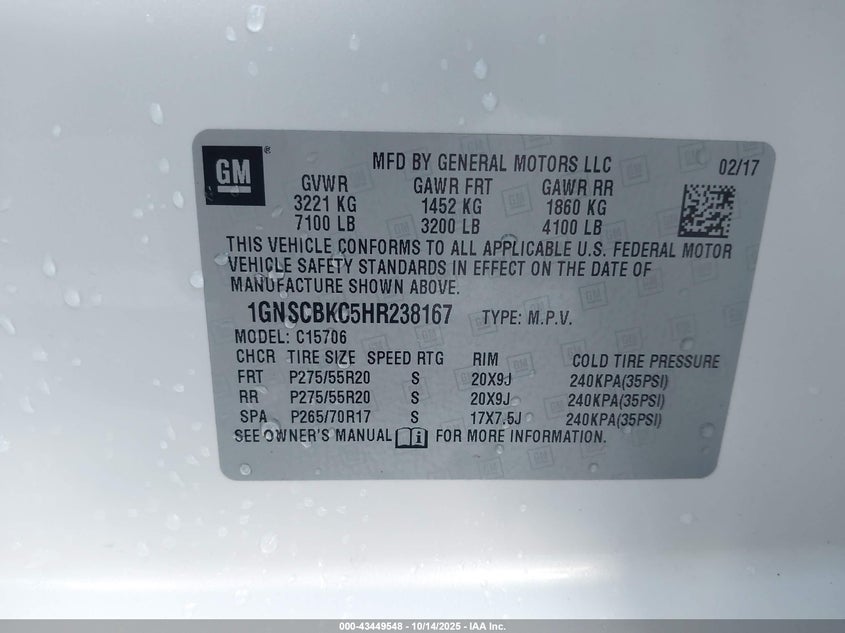 GM®
MFD BY GENERAL MOTORS LLC 02/17
GVWR GAWR FRT GAWR RR
3221 KG 1452 KG 1860 KG
7100 LB 3200 LB 4100 LB
THIS VEHICLE CONFORMS TO ALL APPLICABLE U.S. FEDERAL MOTOR
VEHICLE SAFETY STANDARDS IN EFFECT ON THE DATE OF
MANUFACTURE SHOWN ABOVE.
1GNSCBKC5HR238167 TYPE: M.P.V.
MODEL: C15706
CHCR TIRE SIZE SPEED RTG RIM COLD TIRE PRESSURE
FRT P275/55R20 S 20X9J 240KPA(35PSI)
RR P275/55R20 S 20X9J 240KPA(35PSI)
SPA P265/70R17 S 17X7.5J 240KPA(35PSI)
SEE OWNER'S MANUAL FOR MORE INFORMATION.
000-43449548 - 10/14/2025 - IAA Inc.